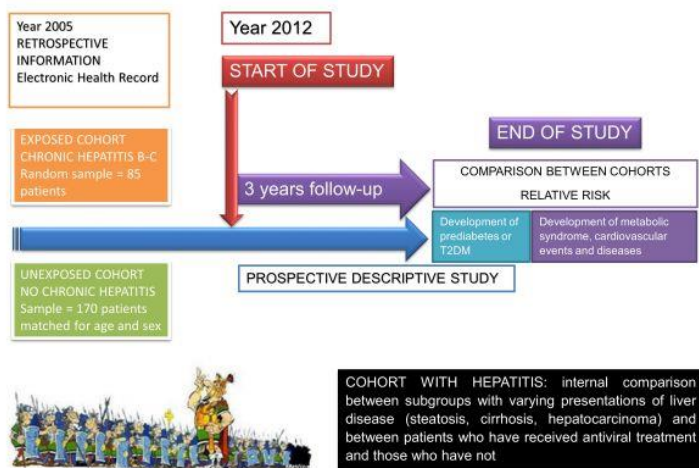 Year 2005
RETROSPECTIVE
INFORMATION
Electronic Health Record
Year 2012
START OF STUDY
EXPOSED COHORT
CHRONIC HEPATITIS B-C
Random sample = 85
patients
END OF STUDY
3 years follow-up
COMPARISON BETWEEN COHORTS
RELATIVE RISK
Development of
prediabetes or
T2DM
Development of metabolic
syndrome, cardiovascular
events and diseases
UNEXPOSED COHORT
NO CHRONIC HEPATITIS
Sample = 170 patients
matched for age and sex
PROSPECTIVE DESCRIPTIVE STUDY
COHORT WITH HEPATITIS: internal comparison
between subgroups with varying presentations of liver
disease (steatosis, cirrhosis, hepatocarcinoma) and
between patients who have received antiviral treatment
and those who have not